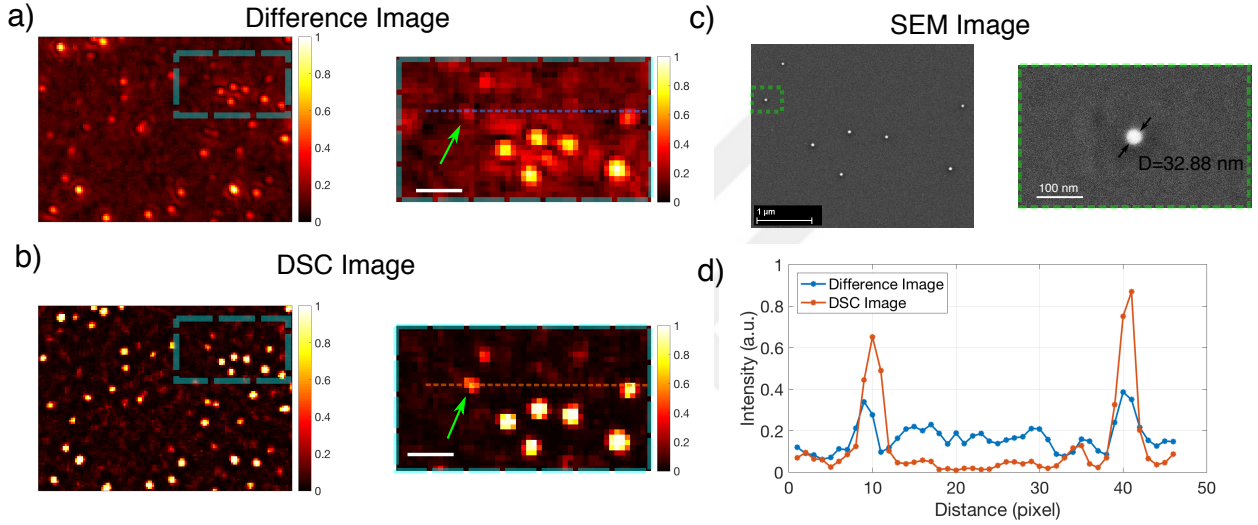 a)
Difference Image
1
0.8
0.6
0.4
0.2
0
1
0.8
0.6
0.4
0.2
0
b)
DSC Image
1
0.8
0.6
0.4
0.2
0
1
0.8
0.6
0.4
0.2
0
c)
SEM Image
1 µm
D=32.88 nm
100 nm
d)
Difference Image
DSC Image
Intensity (a.u.)
1
0.8
0.6
0.4
0.2
0
0 10 20 30 40 50
Distance (pixel)